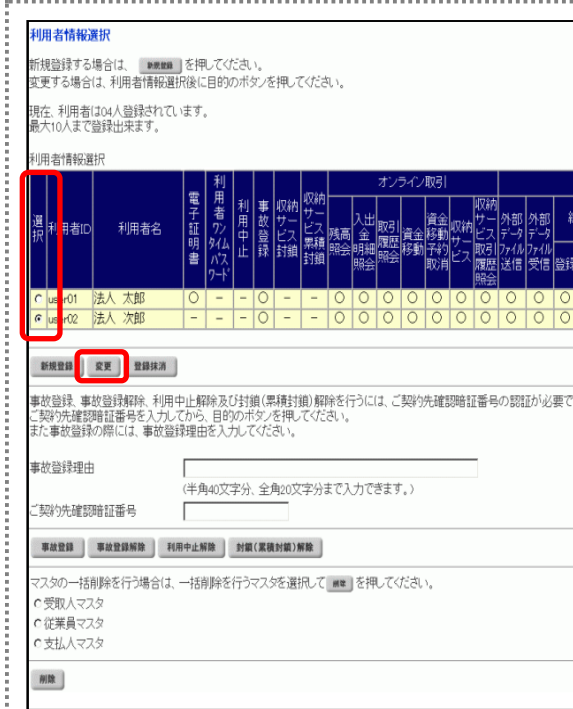 利用者情報選択
新規登録する場合は、 新規登録 を押してください。
変更する場合は、利用者情報選択後に目的のボタンを押してください。
現在、利用者は04人登録されています。
最大10人まで登録出来ます。
利用者情報選択
選択 利用者ID 利用者名 電子証明書 利用者ワンタイムパスワード 利用中止 事故登録 収納サービス封鎖 収納サービス累積封鎖 オンライン取引
残高照会 入出金明細照会 取引履歴照会 資金移動 資金移動予約取消 収納サービス 収納サービス取引履歴照会 外部データファイル送信 外部データファイル受信 登録
user01 法人 太郎 ○ － － ○ － － ○ ○ ○ ○ ○ ○ ○ ○ ○ ○
user02 法人 次郎 － － － ○ － － ○ ○ ○ ○ ○ ○ ○ ○ ○ ○
新規登録 変更 登録抹消
事故登録、事故登録解除、利用中止解除及び封鎖(累積封鎖)解除を行うには、ご契約先確認暗証番号の認証が必要で
ご契約先確認暗証番号を入力してから、目的のボタンを押してください。
また事故登録の際には、事故登録理由を入力してください。
事故登録理由
(半角40文字分、全角20文字分まで入力できます。)
ご契約先確認暗証番号
事故登録 事故登録解除 利用中止解除 封鎖(累積封鎖)解除
マスタの一括削除を行う場合は、一括削除を行うマスタを選択して 削除 を押してください。
受取人マスタ
従業員マスタ
支払人マスタ
削除